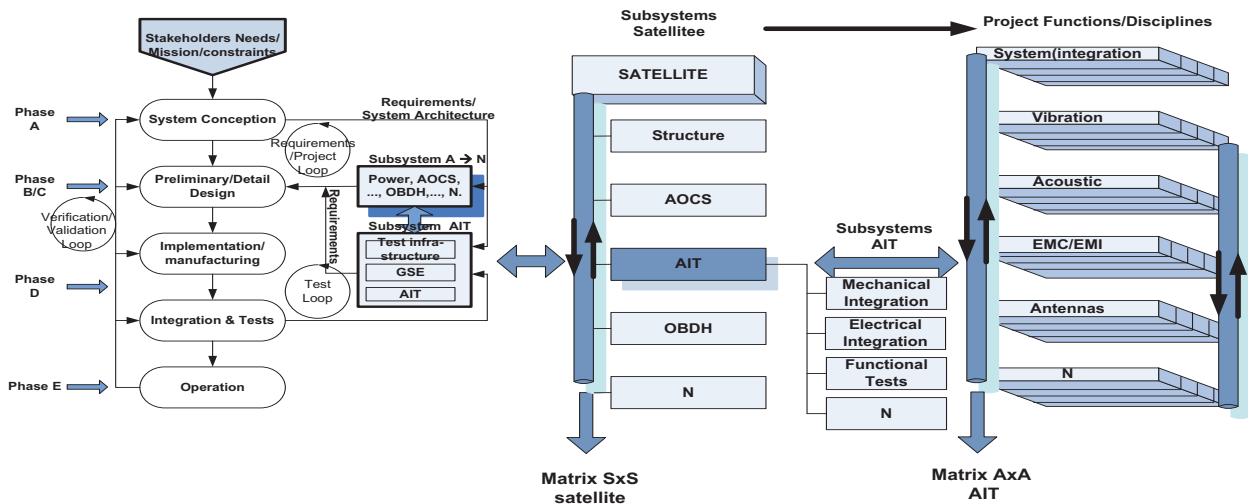 Stakeholders Needs/
Mission/constraints
Phase
A
System Conception
Requirements/
System Architecture
Requirements
/Project
Loop
Subsystem A → N
Phase
B/C
Preliminary/Detail
Design
Power, AOCS,
..., OBDH,..., N.
Verification/
Validation
Loop
Requirements
Subsystem AIT
Test infra-
structure
GSE
AIT
Implementation/
manufacturing
Test
Loop
Phase
D
Integration & Tests
Phase E
Operation
Subsystems
Satellitee
SATELLITE
Structure
AOCS
AIT
OBDH
N
Matrix SxS
satellite
Subsystems
AIT
Mechanical
Integration
Electrical
Integration
Functional
Tests
N
Project Functions/Disciplines
System(integration
Vibration
Acoustic
EMC/EMI
Antennas
N
Matrix AxA
AIT